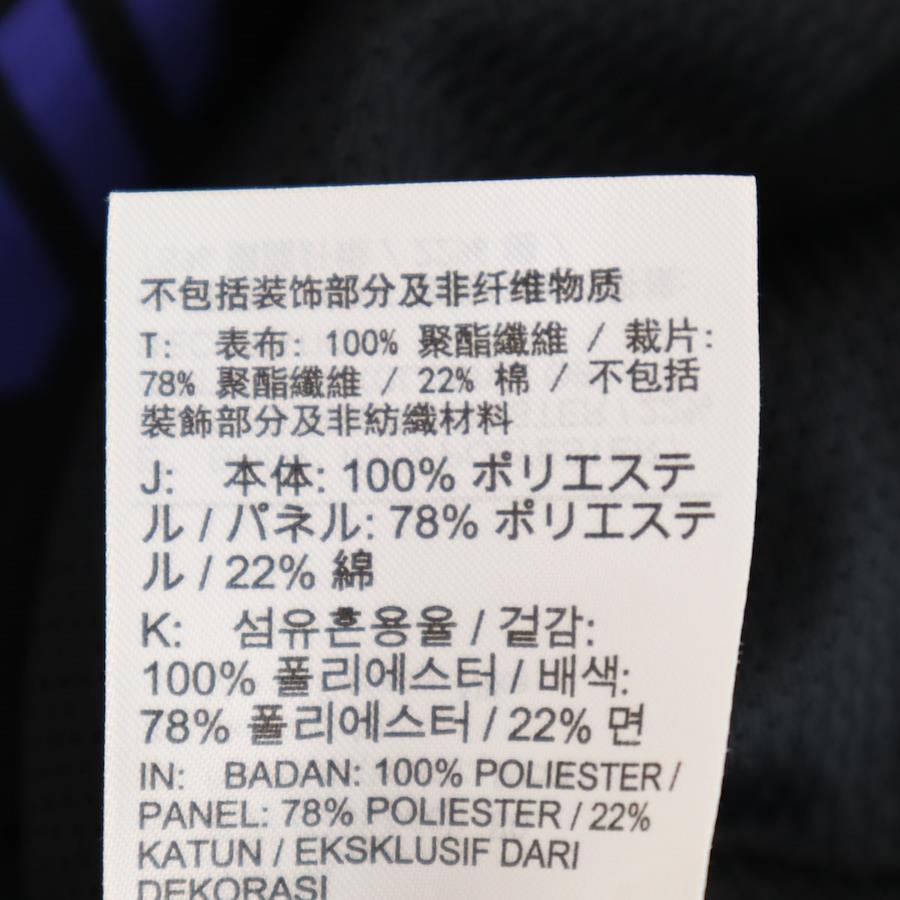 不包括装饰部分及非纤维物质
T: 表布: 100% 聚酯纖維 / 裁片:
78% 聚酯纖維 / 22% 棉 / 不包括
裝飾部分及非紡織材料
J: 本体: 100% ポリエステ
ル / パネル: 78% ポリエステ
ル / 22% 綿
K: 섬유혼용율 / 겉감:
100% 폴리에스터 / 배색:
78% 폴리에스터 / 22% 면
IN: BADAN: 100% POLIESTER /
PANEL: 78% POLIESTER / 22%
KATUN / EKSKLUSIF DARI
DEKORASI